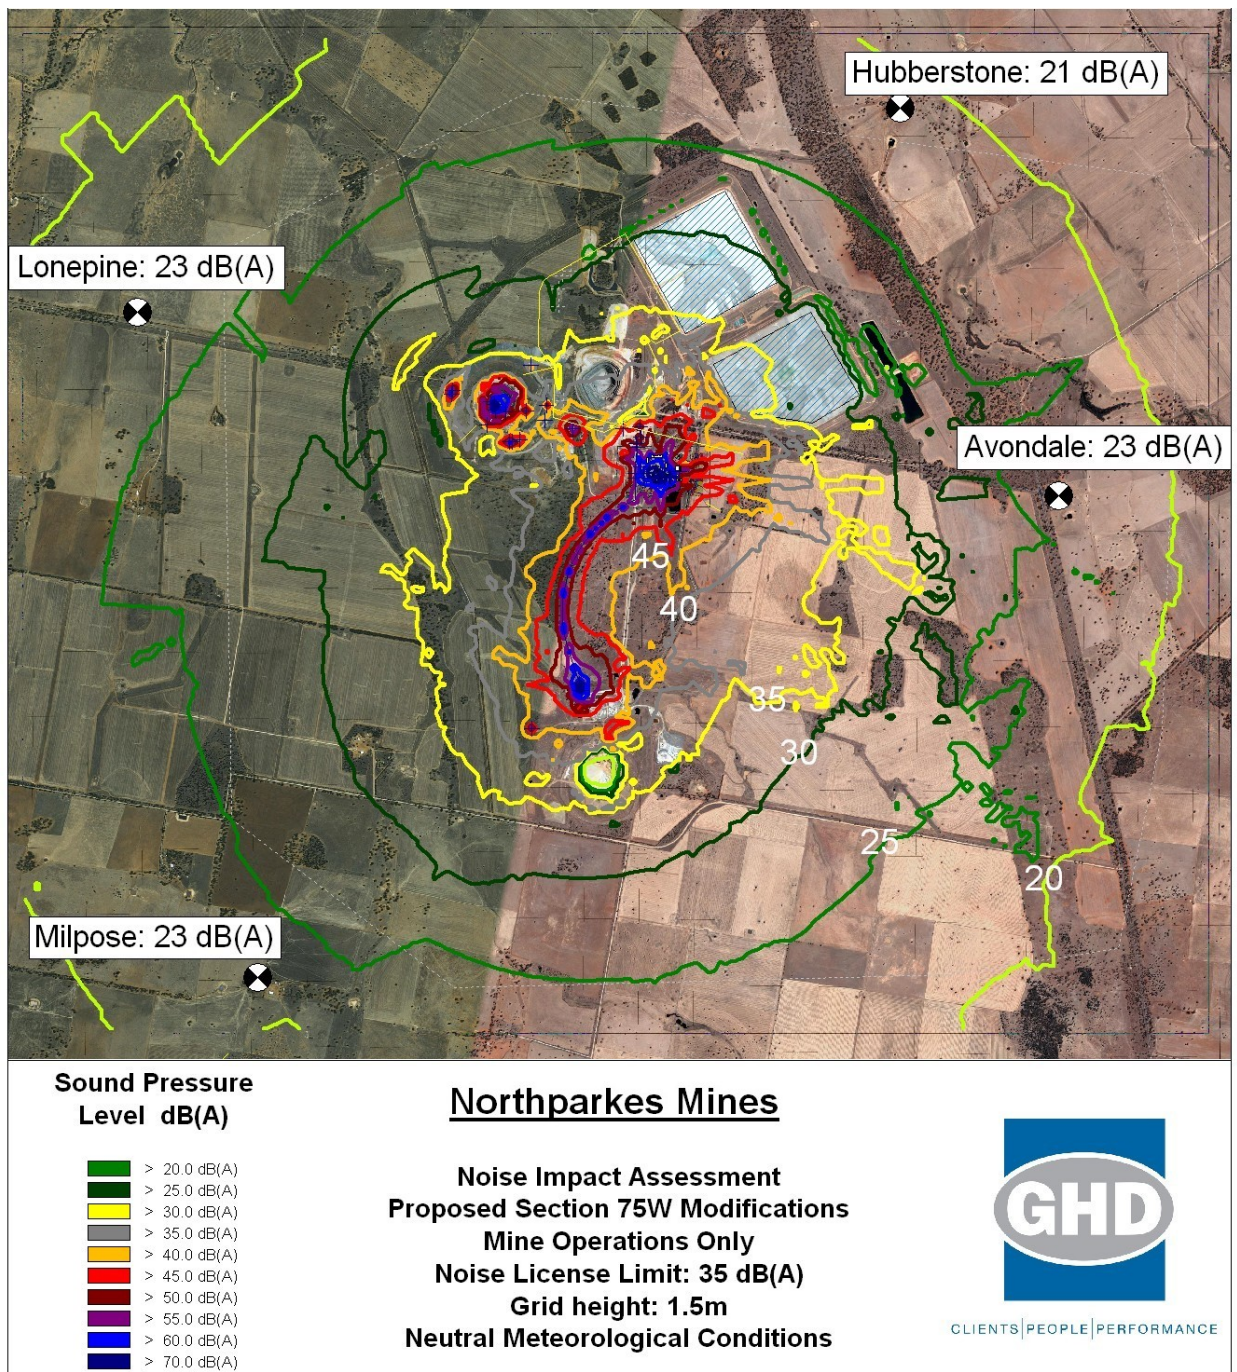 Hubberstone: 21 dB(A)
Lonepine: 23 dB(A)
Avondale: 23 dB(A)
45
40
35
30
25
20
Milpose: 23 dB(A)
Sound Pressure
Level dB(A)
> 20.0 dB(A)
> 25.0 dB(A)
> 30.0 dB(A)
> 35.0 dB(A)
> 40.0 dB(A)
> 45.0 dB(A)
> 50.0 dB(A)
> 55.0 dB(A)
> 60.0 dB(A)
> 70.0 dB(A)
Northparkes Mines
Noise Impact Assessment
Proposed Section 75W Modifications
Mine Operations Only
Noise License Limit: 35 dB(A)
Grid height: 1.5m
Neutral Meteorological Conditions
GHD
CLIENTS|PEOPLE|PERFORMANCE